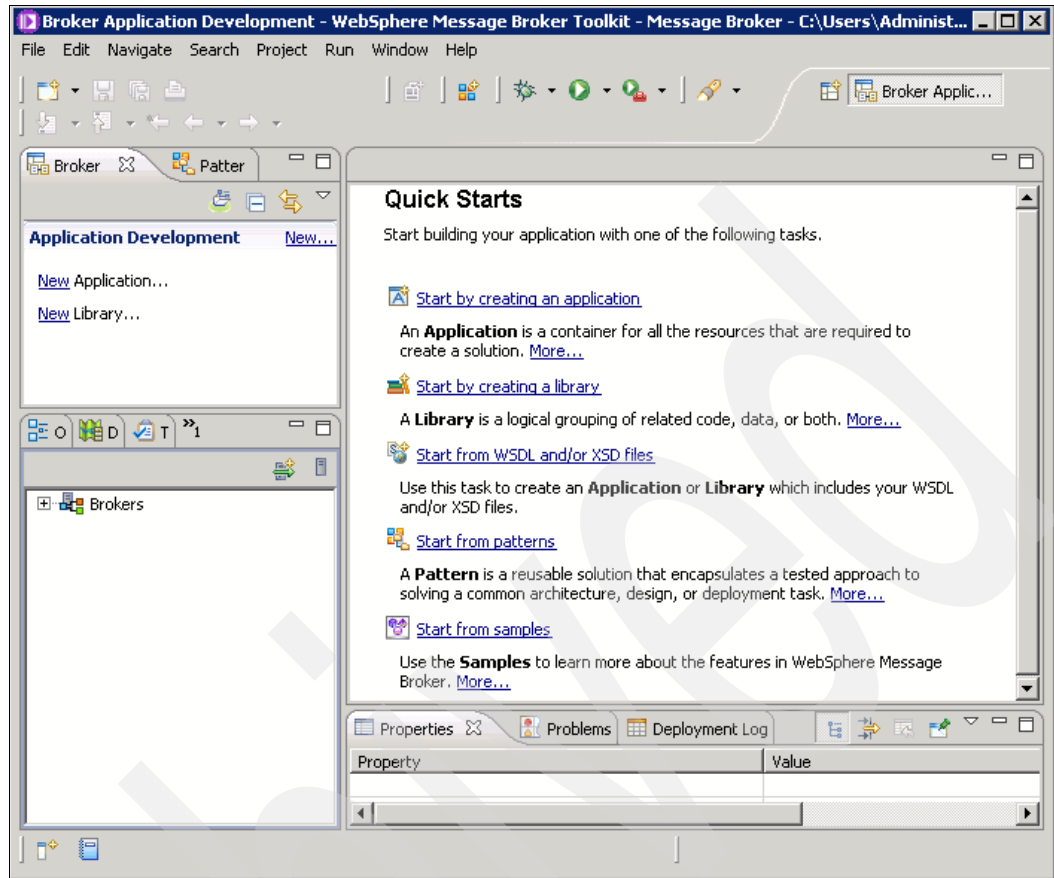 Broker Application Development - WebSphere Message Broker Toolkit - Message Broker - C:\Users\Administ...
File Edit Navigate Search Project Run Window Help
Broker Applic...
Broker
Patter
Application Development New...
New Application...
New Library...
O
D
T
»1
Brokers
Quick Starts
Start building your application with one of the following tasks.
Start by creating an application
An Application is a container for all the resources that are required to
create a solution. More...
Start by creating a library
A Library is a logical grouping of related code, data, or both. More...
Start from WSDL and/or XSD files
Use this task to create an Application or Library which includes your WSDL
and/or XSD files.
Start from patterns
A Pattern is a reusable solution that encapsulates a tested approach to
solving a common architecture, design, or deployment task. More...
Start from samples
Use the Samples to learn more about the features in WebSphere Message
Broker. More...
Properties
Problems
Deployment Log
Property Value